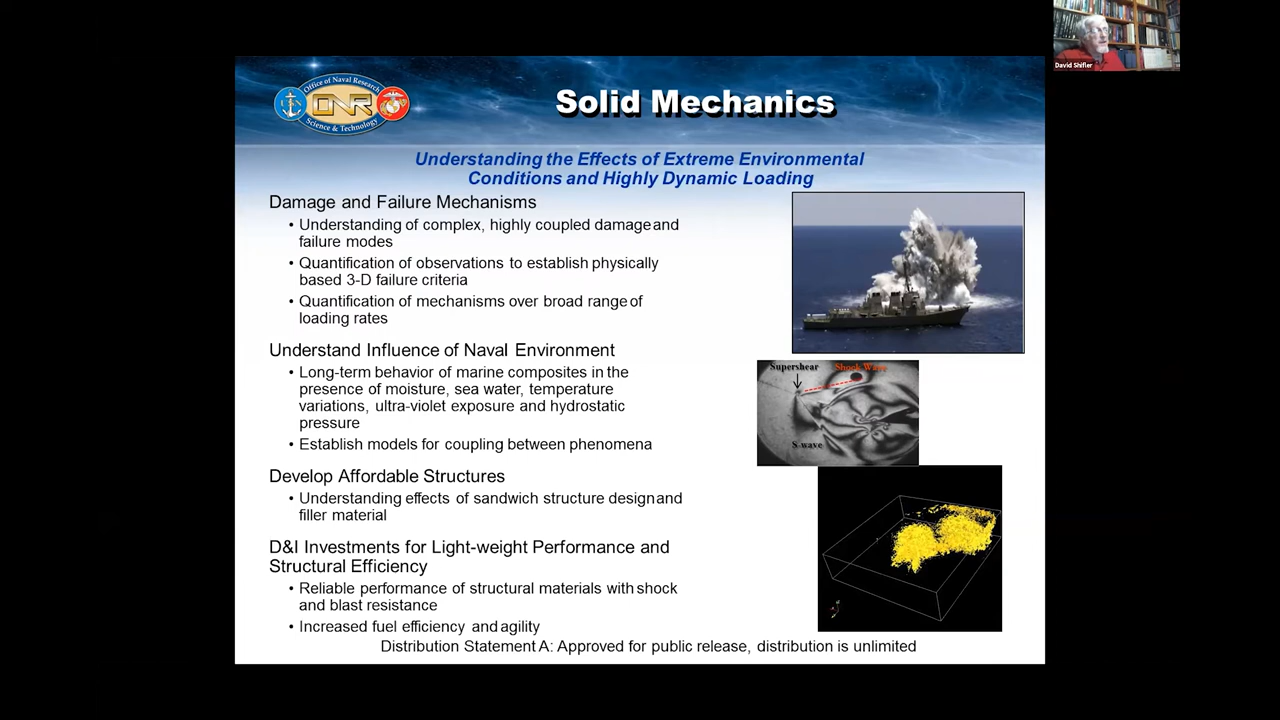 David Shifler
Office of Naval Research
ONR
Science & Technology
Solid Mechanics
Understanding the Effects of Extreme Environmental
Conditions and Highly Dynamic Loading
Damage and Failure Mechanisms
• Understanding of complex, highly coupled damage and
failure modes
• Quantification of observations to establish physically
based 3-D failure criteria
• Quantification of mechanisms over broad range of
loading rates
Understand Influence of Naval Environment
• Long-term behavior of marine composites in the
presence of moisture, sea water, temperature
variations, ultra-violet exposure and hydrostatic
pressure
• Establish models for coupling between phenomena
Develop Affordable Structures
• Understanding effects of sandwich structure design and
filler material
D&I Investments for Light-weight Performance and
Structural Efficiency
• Reliable performance of structural materials with shock
and blast resistance
• Increased fuel efficiency and agility
Supershear
Shock Wave
S-wave
Distribution Statement A: Approved for public release, distribution is unlimited